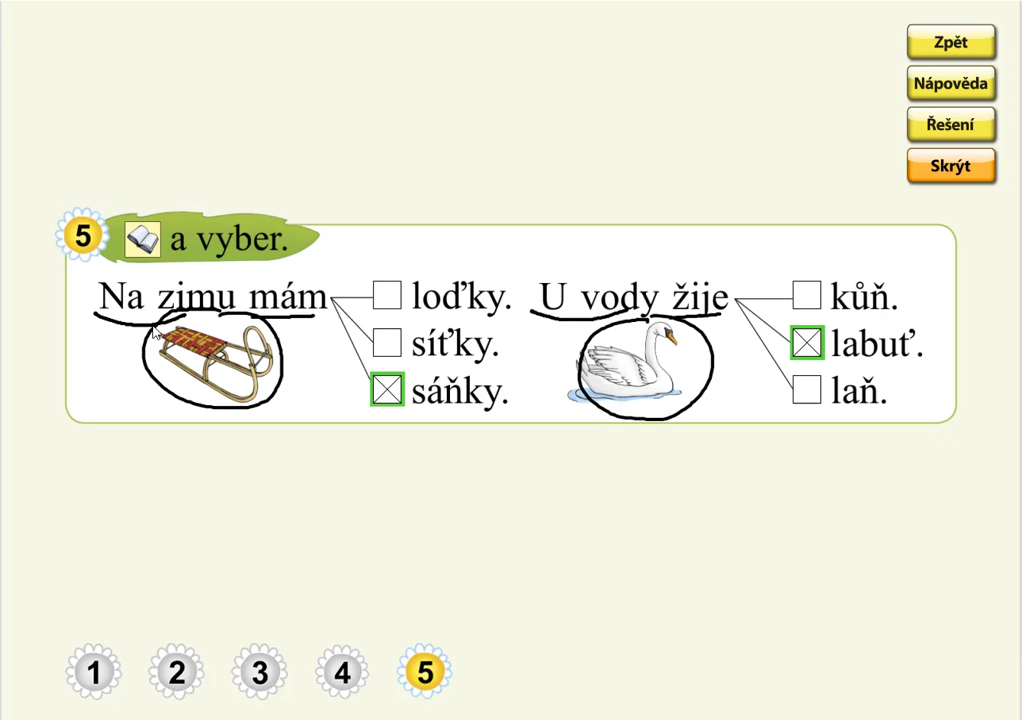 Zpět
Nápověda
Řešení
Skrýt
5 a vyber.
Na zimu mám
loďky.
síťky.
sáňky.
U vody žije
kůň.
labuť.
laň.
1 2 3 4 5